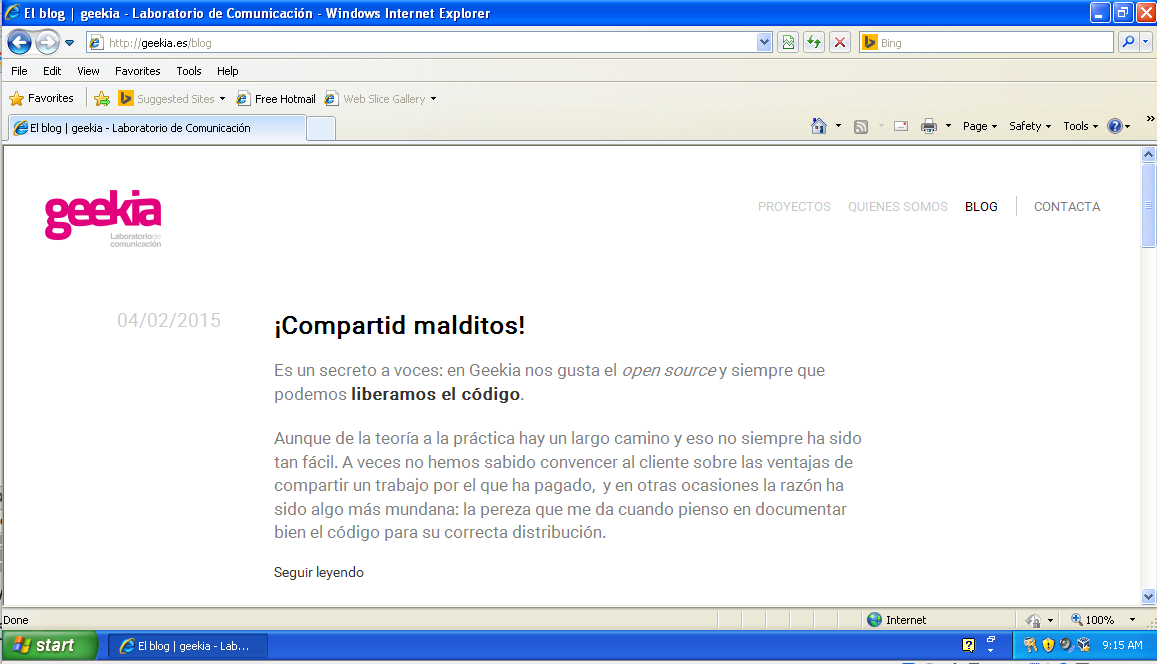 El blog | geekia - Laboratorio de Comunicación - Windows Internet Explorer
http://geekia.es/blog
Bing
File Edit View Favorites Tools Help
Favorites Suggested Sites Free Hotmail Web Slice Gallery
El blog | geekia - Laboratorio de Comunicación
Page Safety Tools »
geekia
Laboratoriode
comunicación
PROYECTOS QUIENES SOMOS BLOG CONTACTA
04/02/2015
¡Compartid malditos!
Es un secreto a voces: en Geekia nos gusta el open source y siempre que
podemos liberamos el código.
Aunque de la teoría a la práctica hay un largo camino y eso no siempre ha sido
tan fácil. A veces no hemos sabido convencer al cliente sobre las ventajas de
compartir un trabajo por el que ha pagado, y en otras ocasiones la razón ha
sido algo más mundana: la pereza que me da cuando pienso en documentar
bien el código para su correcta distribución.
Seguir leyendo
Done Internet 100%
start El blog | geekia - Lab... 9:15 AM